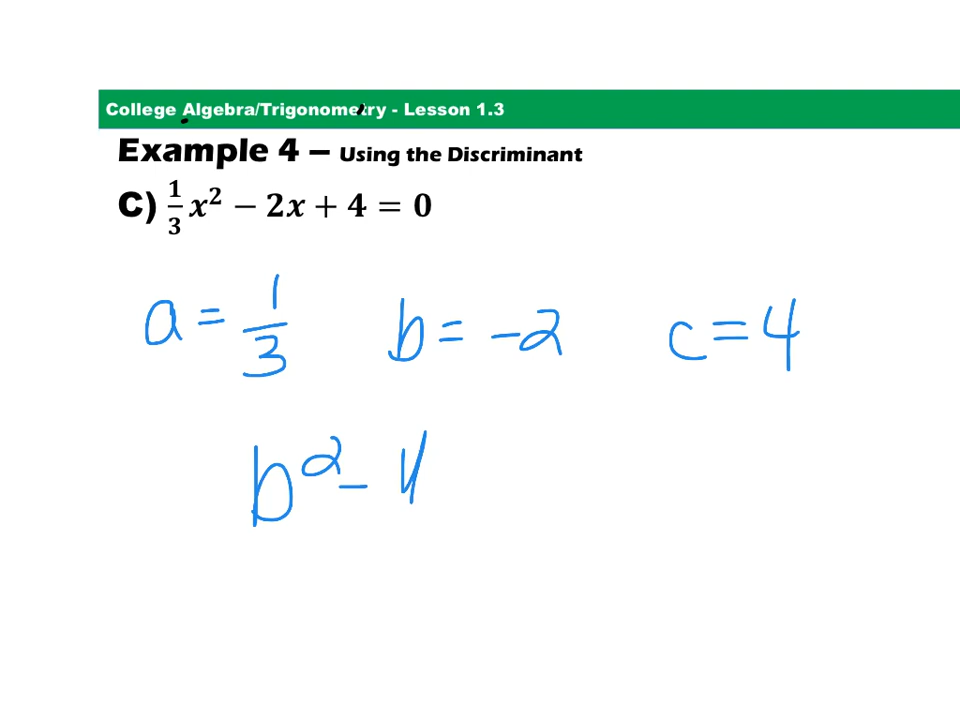 College Algebra/Trigonometry - Lesson 1.3
Example 4 – Using the Discriminant
C) 1/3 x² − 2x + 4 = 0
a = 1/3 b = -2 c = 4
b² - 4